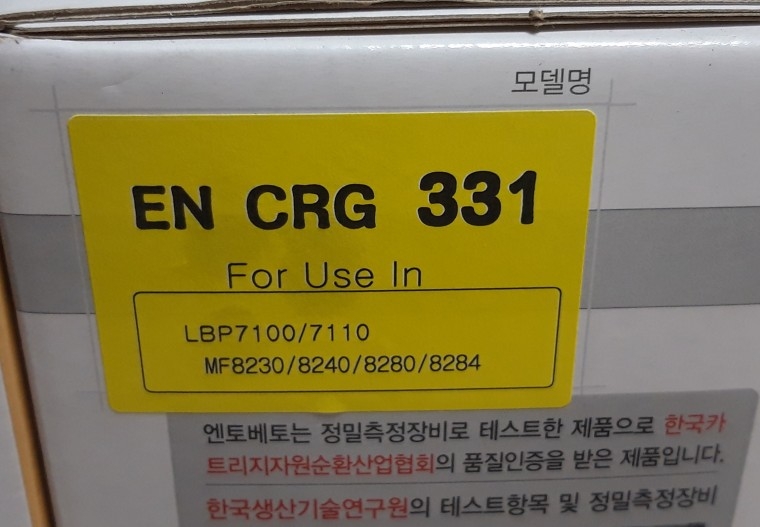 모델명
EN CRG 331
For Use In
LBP7100/7110
MF8230/8240/8280/8284
엔토베토는 정밀측정장비로 테스트한 제품으로 한국카
트리지자원순환산업협회의 품질인증을 받은 제품입니다.
한국생산기술연구원의 테스트항목 및 정밀측정장비